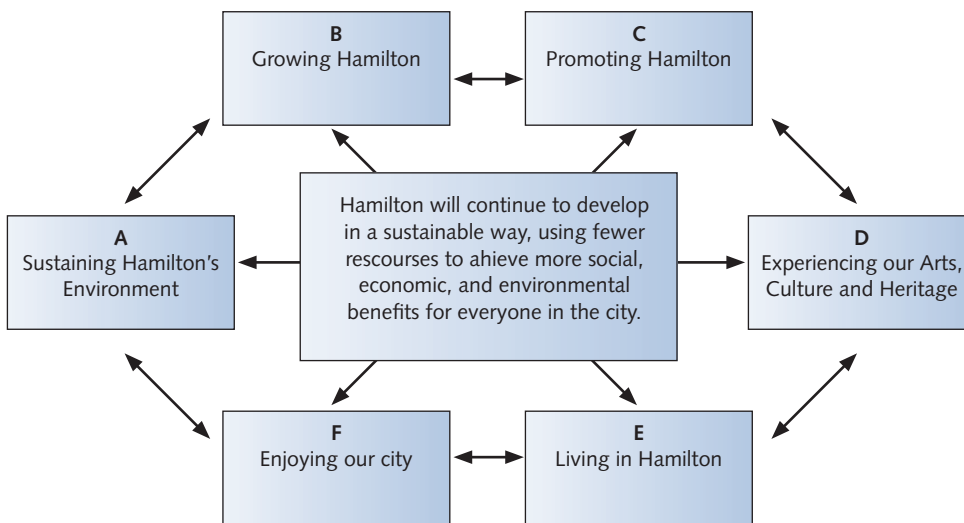 B
Growing Hamilton
C
Promoting Hamilton
A
Sustaining Hamilton's
Environment
Hamilton will continue to develop
in a sustainable way, using fewer
rescourses to ahieve more social,
economic, and environmental
benefits for everyone in the city.
D
Experiencing our Arts,
Culture and Heritage
F
Enjoying our city
E
Living in Hamilton